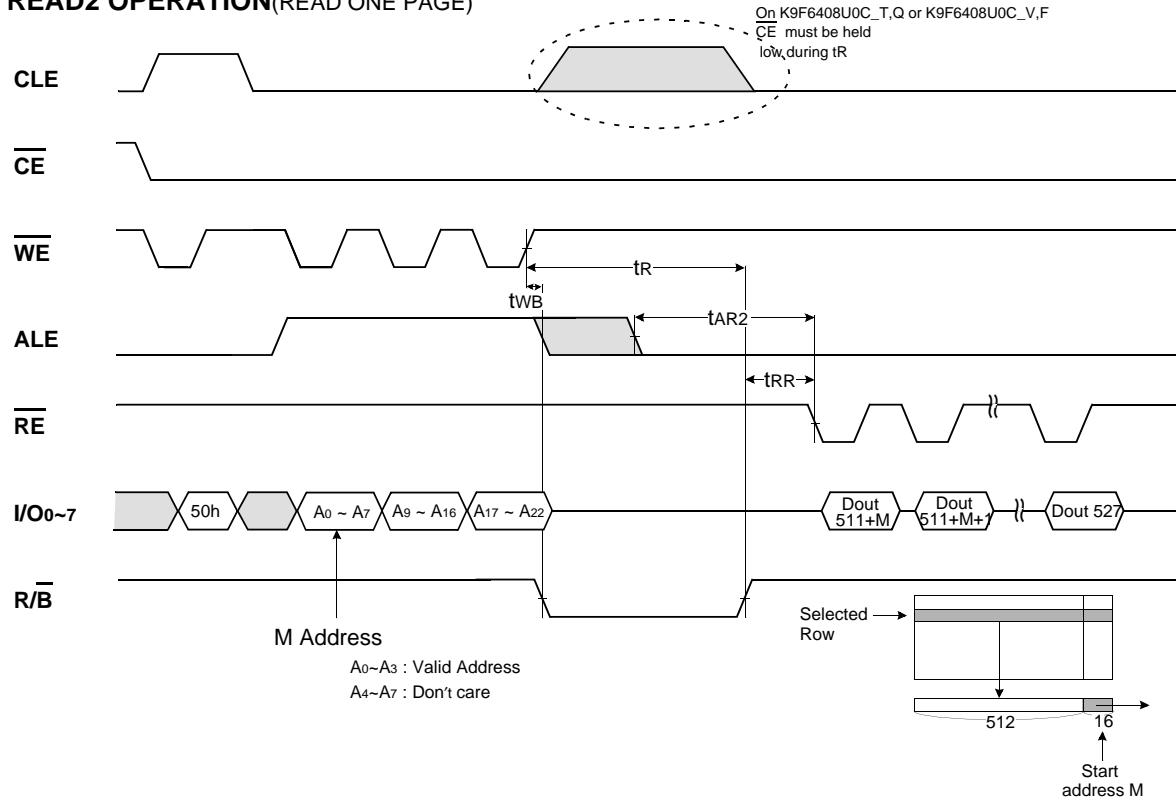 READ2 OPERATION(READ ONE PAGE)
On K9F6408U0C_T,Q or K9F6408U0C_V,F
CE must be held
low during tR
CLE
CE
WE
tR
tWB
ALE
tAR2
tRR
RE
I/O0~7
50h
A0 ~ A7
A9 ~ A16
A17 ~ A22
Dout
511+M
Dout
511+M+1
Dout 527
R/B
M Address
A0~A3 : Valid Address
A4~A7 : Don't care
Selected
Row
512
16
Start
address M